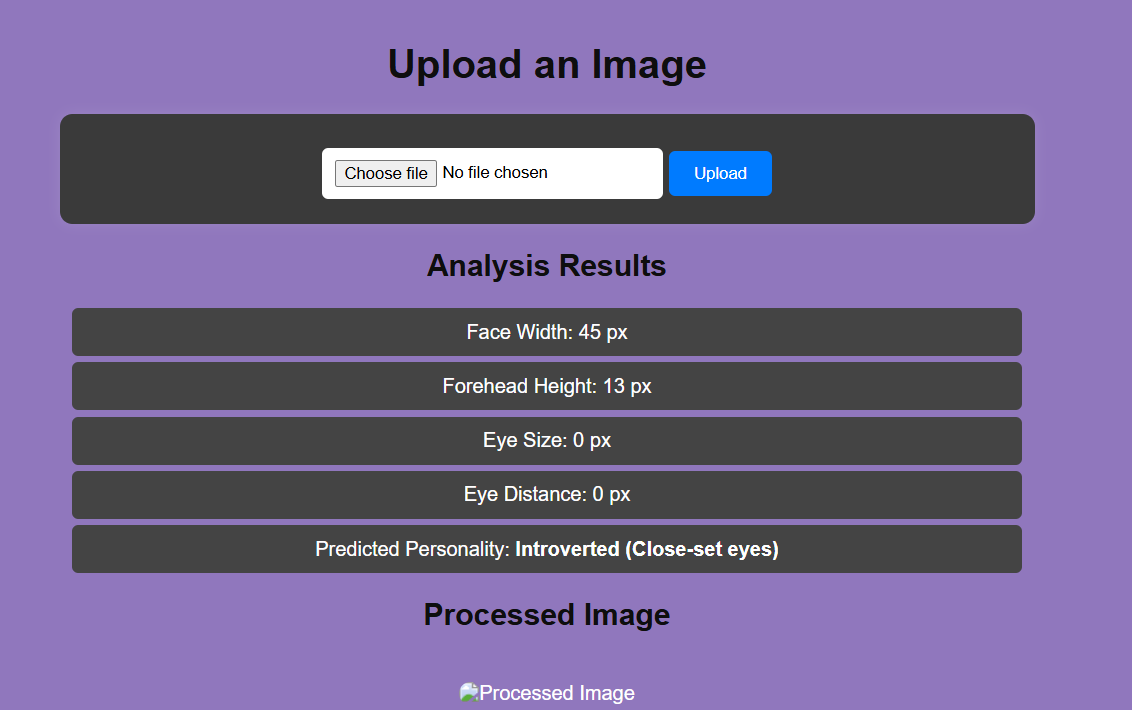 Upload an Image
Choose file No file chosen Upload
Analysis Results
Face Width: 45 px
Forehead Height: 13 px
Eye Size: 0 px
Eye Distance: 0 px
Predicted Personality: Introverted (Close-set eyes)
Processed Image
Processed Image